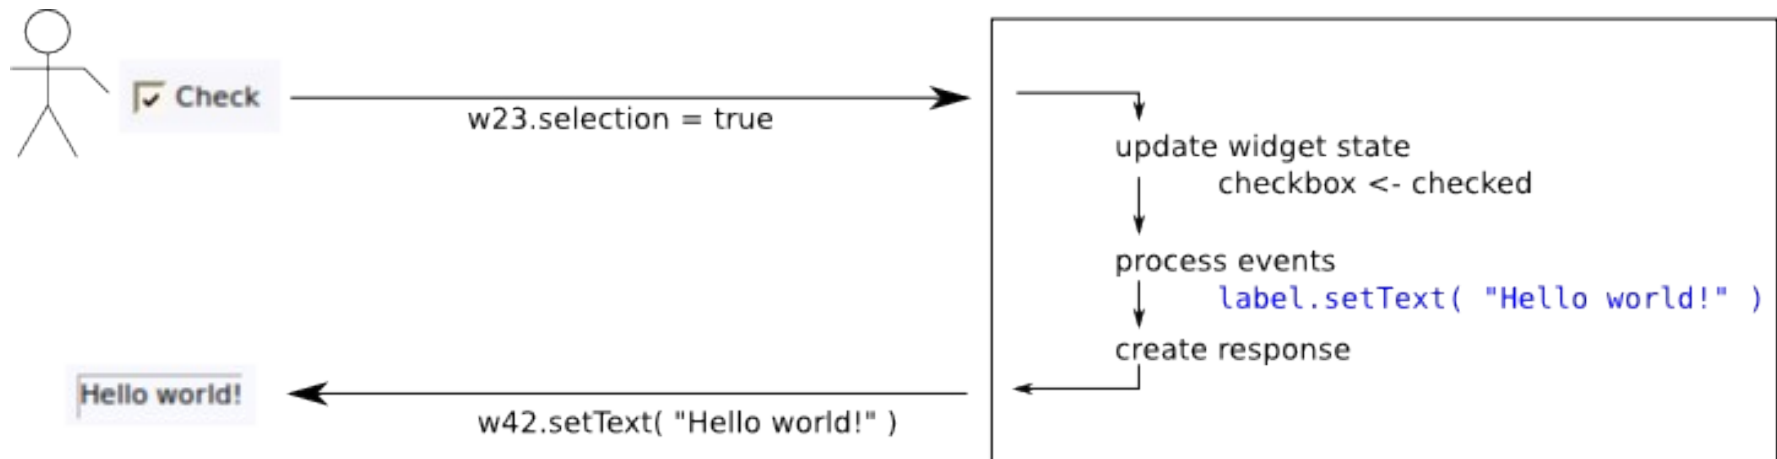 Check
w23.selection = true
update widget state
checkbox <- checked
process events
label.setText( "Hello world!" )
create response
Hello world!
w42.setText( "Hello world!" )